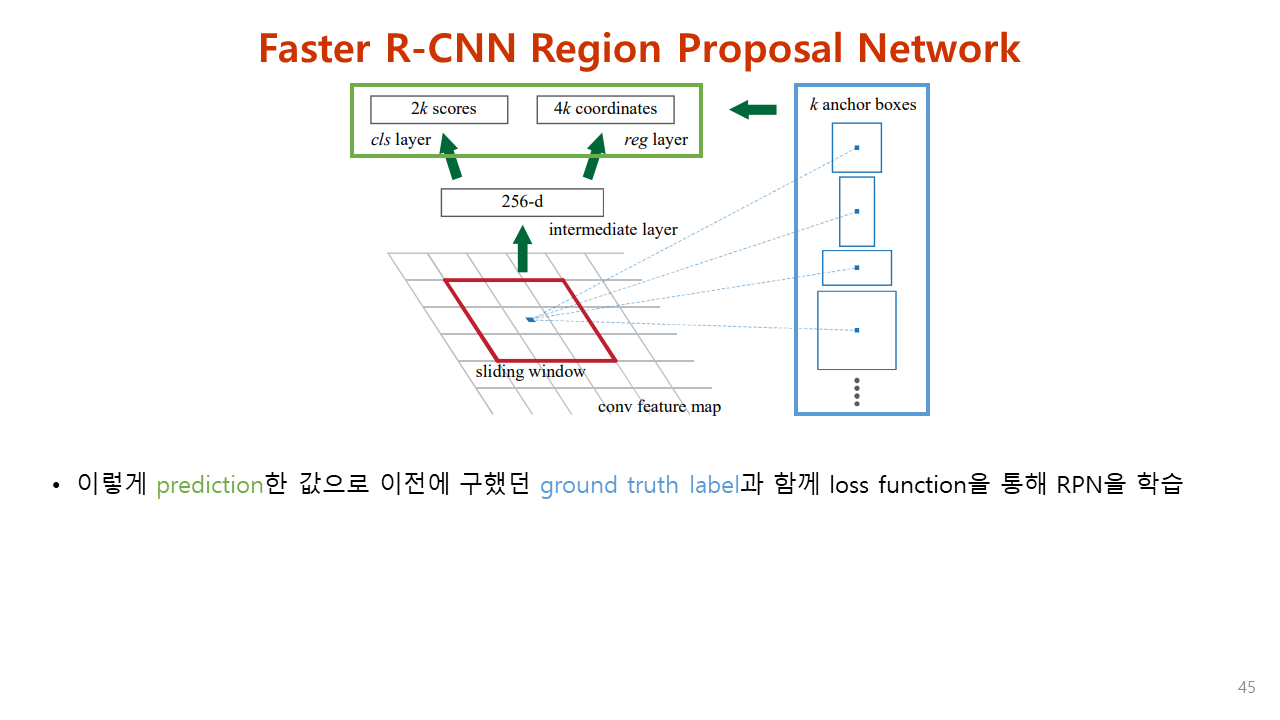 Faster R-CNN Region Proposal Network
2k scores
4k coordinates
k anchor boxes
cls layer
reg layer
256-d
intermediate layer
sliding window
conv feature map
• 이렇게 prediction한 값으로 이전에 구했던 ground truth label과 함께 loss function을 통해 RPN을 학습
45